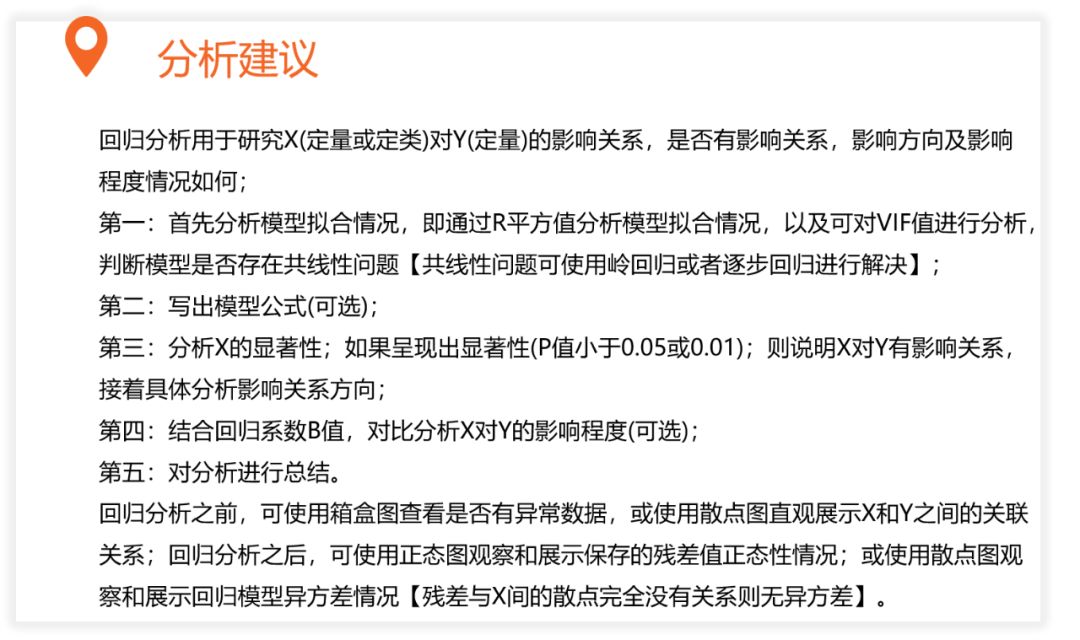 分析建议
回归分析用于研究X(定量或定类)对Y(定量)的影响关系，是否有影响关系，影响方向及影响
程度情况如何；
第一：首先分析模型拟合情况，即通过R平方值分析模型拟合情况，以及可对VIF值进行分析，
判断模型是否存在共线性问题【共线性问题可使用岭回归或者逐步回归进行解决】；
第二：写出模型公式(可选)；
第三：分析X的显著性；如果呈现出显著性(P值小于0.05或0.01)；则说明X对Y有影响关系，
接着具体分析影响关系方向；
第四：结合回归系数B值，对比分析X对Y的影响程度(可选)；
第五：对分析进行总结。
回归分析之前，可使用箱盒图查看是否有异常数据，或使用散点图直观展示X和Y之间的关联
关系；回归分析之后，可使用正态图观察和展示保存的残差值正态性情况；或使用散点图观
察和展示回归模型异方差情况【残差与X间的散点完全没有关系则无异方差】。